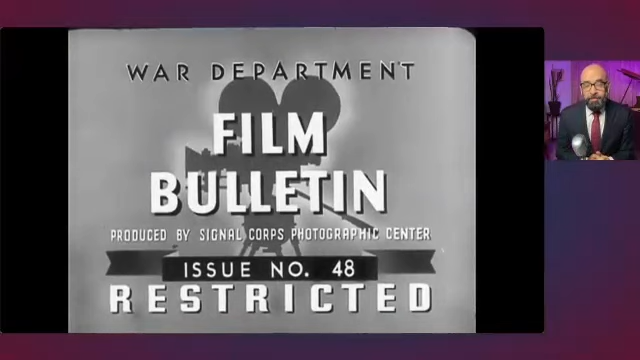 WAR DEPARTMENT
FILM
BULLETIN
PRODUCED BY SIGNAL CORPS PHOTOGRAPHIC CENTER
ISSUE NO. 48
RESTRICTED